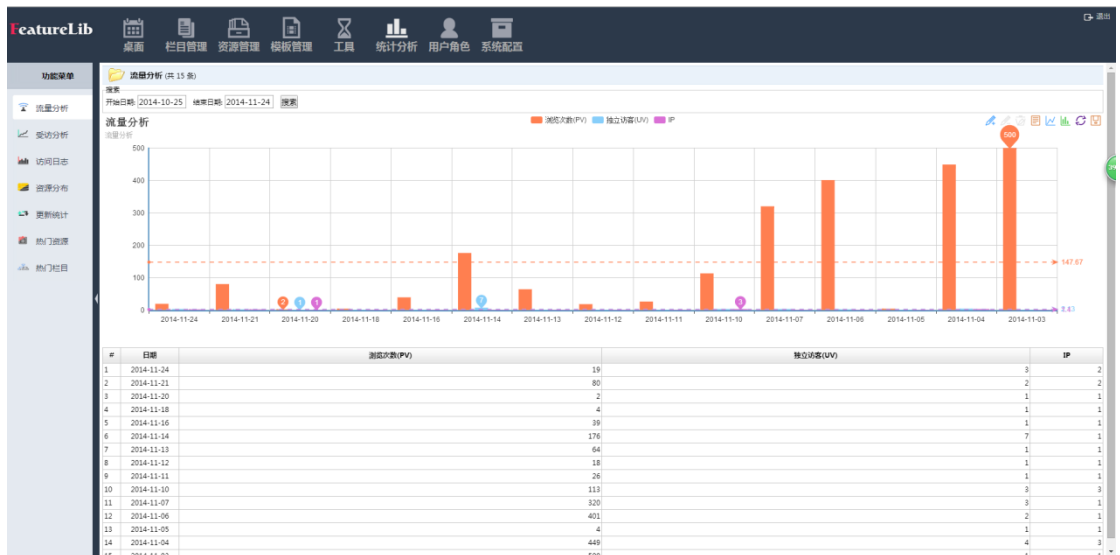 FeatureLib
桌面 栏目管理 资源管理 模板管理 工具 统计分析 用户角色 系统配置
退出
功能菜单
流量分析
受访分析
访问日志
资源分布
更新统计
热门资源
热门栏目
流量分析 (共 15 条)
搜索
开始日期: 2014-10-25 结束日期: 2014-11-24 搜索
流量分析
流量分析
浏览次数(PV) 独立访客(UV) IP
500
400
300
200
100
0
500
147.67
2 1 1
7
3
2014-11-24 2014-11-21 2014-11-20 2014-11-18 2014-11-16 2014-11-14 2014-11-13 2014-11-12 2014-11-11 2014-11-10 2014-11-07 2014-11-06 2014-11-05 2014-11-04 2014-11-03
# 日期 浏览次数(PV) 独立访客(UV) IP
1 2014-11-24 19 3 2
2 2014-11-21 80 2 2
3 2014-11-20 2 1 1
4 2014-11-18 4 1 1
5 2014-11-16 39 1 1
6 2014-11-14 176 7 1
7 2014-11-13 64 1 1
8 2014-11-12 18 1 1
9 2014-11-11 26 1 1
10 2014-11-10 113 3 3
11 2014-11-07 320 3 1
12 2014-11-06 401 2 1
13 2014-11-05 4 1 1
14 2014-11-04 449 4 3